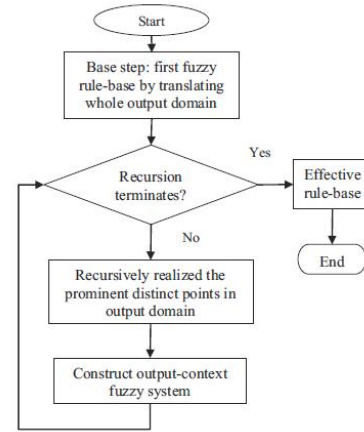 Start
Base step: first fuzzy
rule-base by translating
whole output domain
Recursion
terminates?
Yes
Effective
rule-base
End
No
Recursively realized the
prominent distinct points in
output domain
Construct output-context
fuzzy system